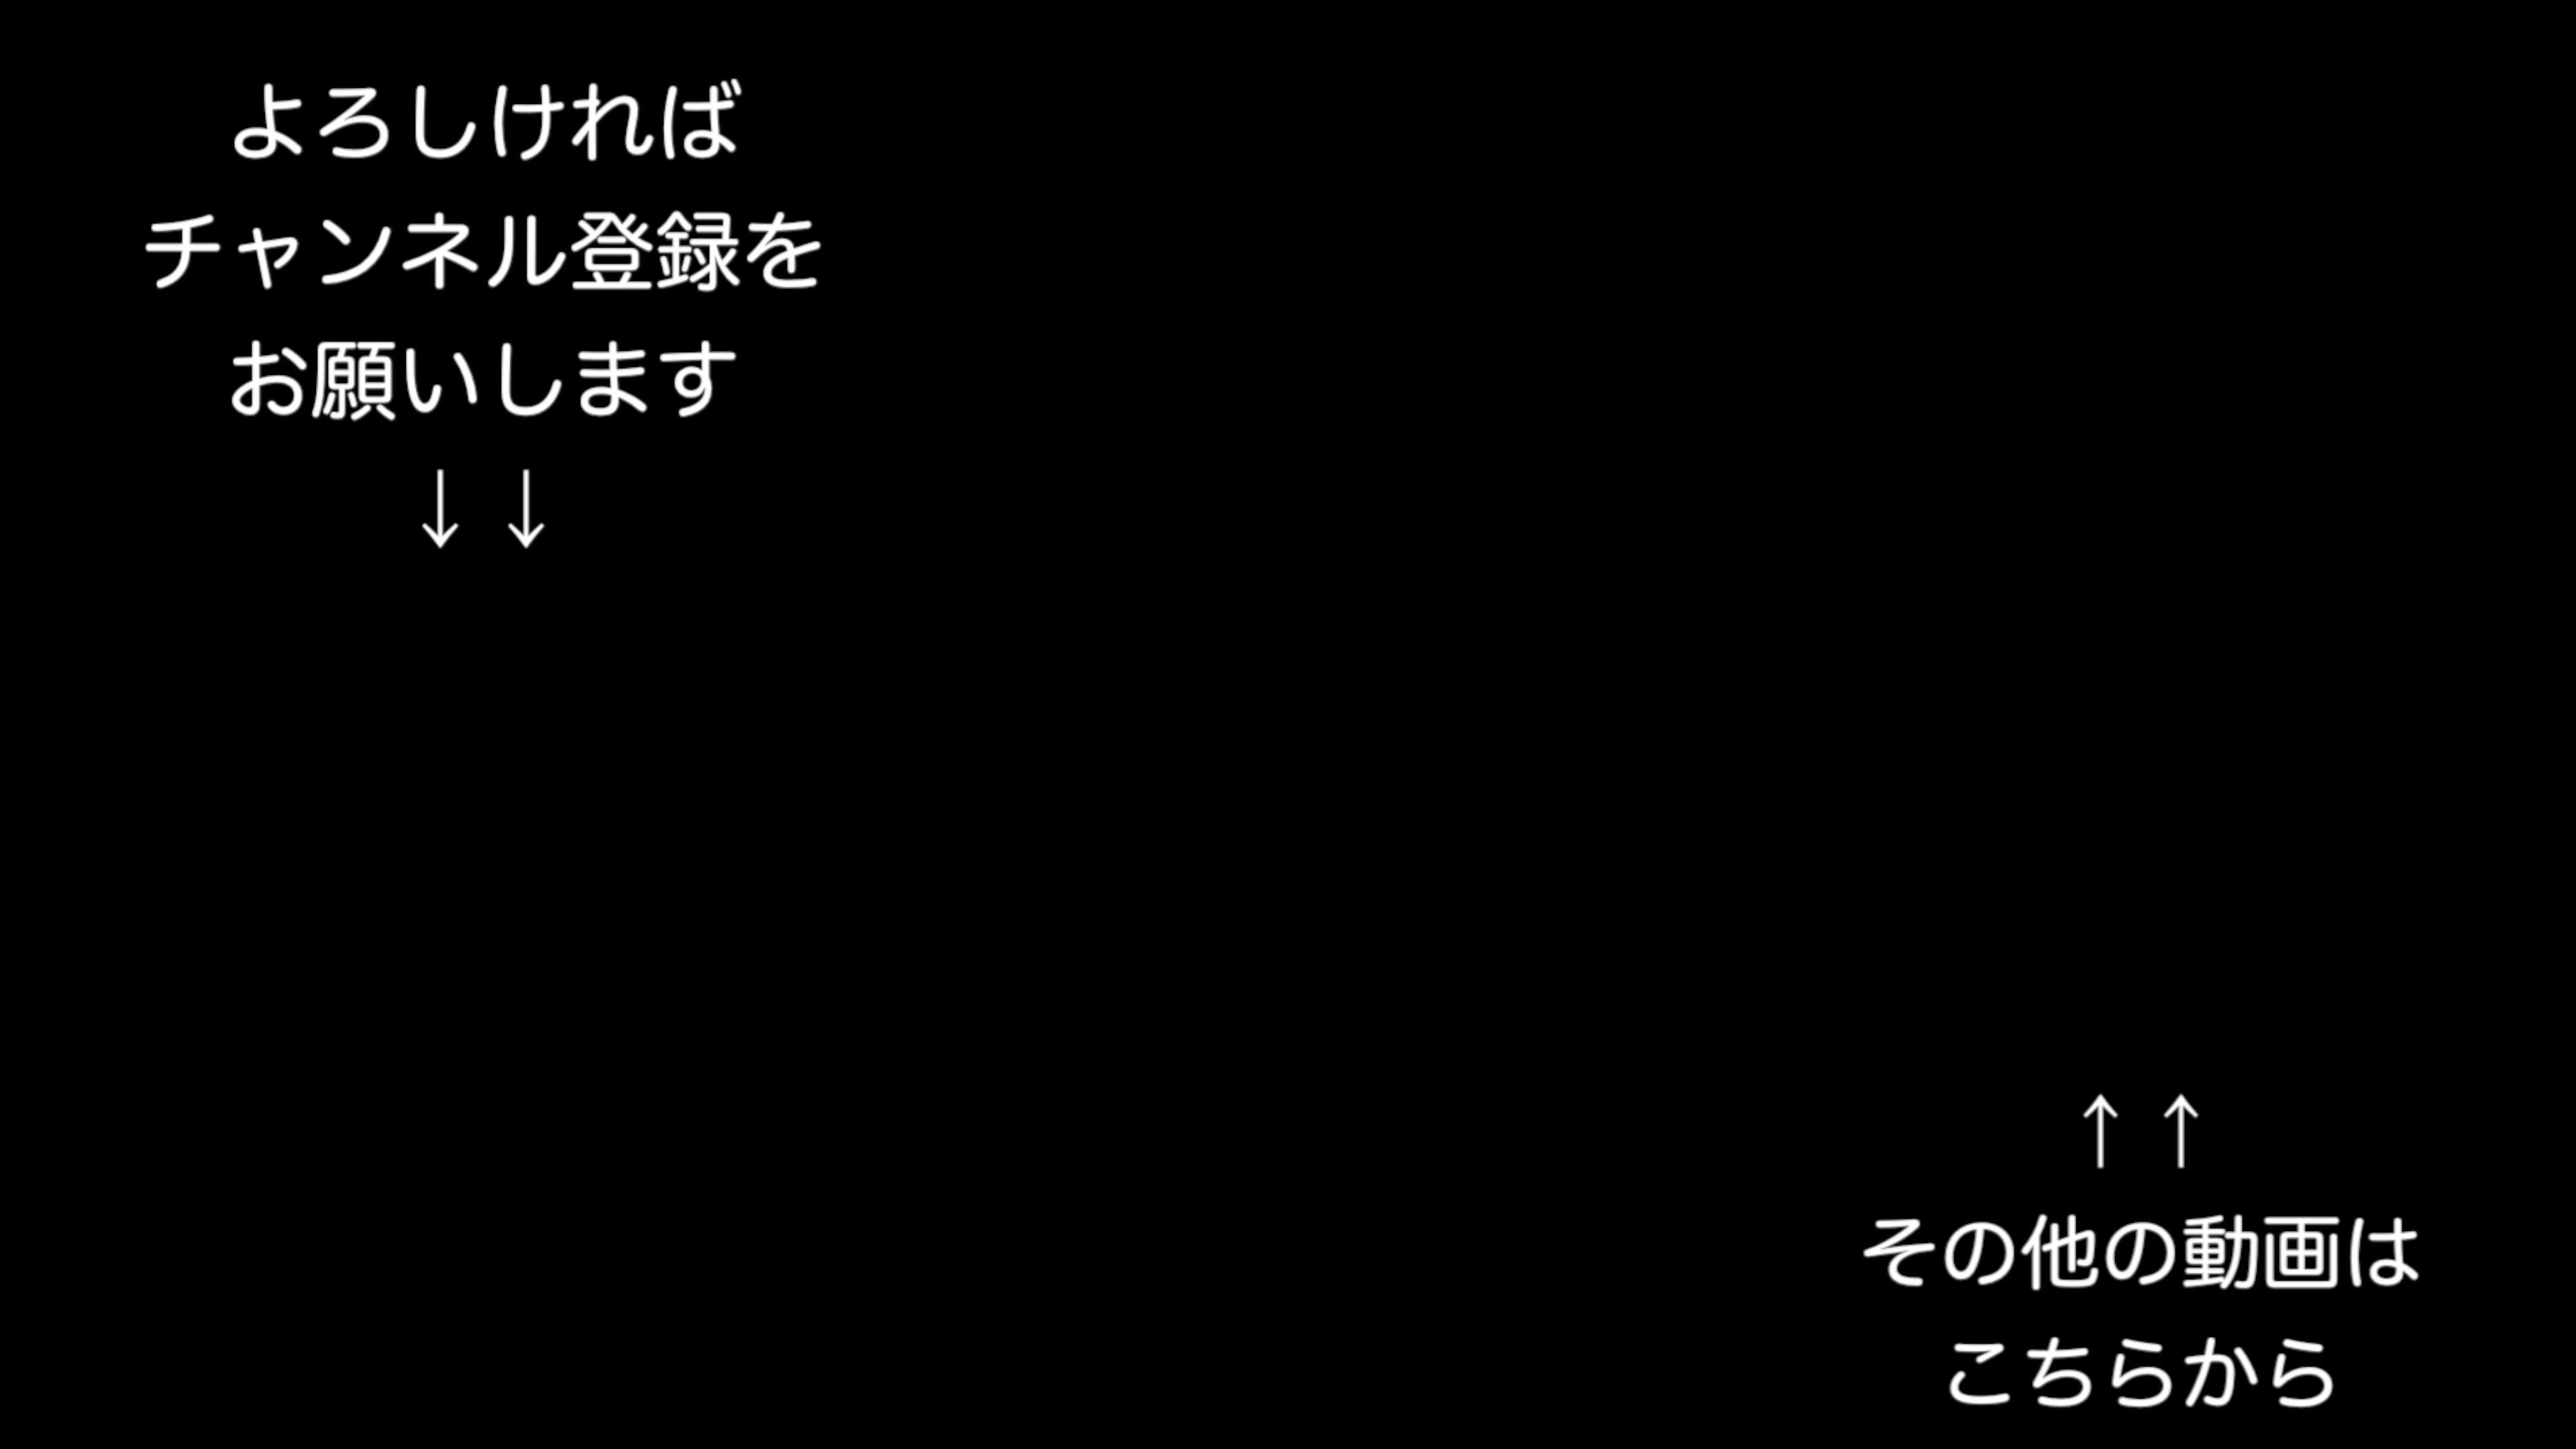 よろしければ
チャンネル登録を
お願いします
↓↓
↑↑
その他の動画は
こちらから